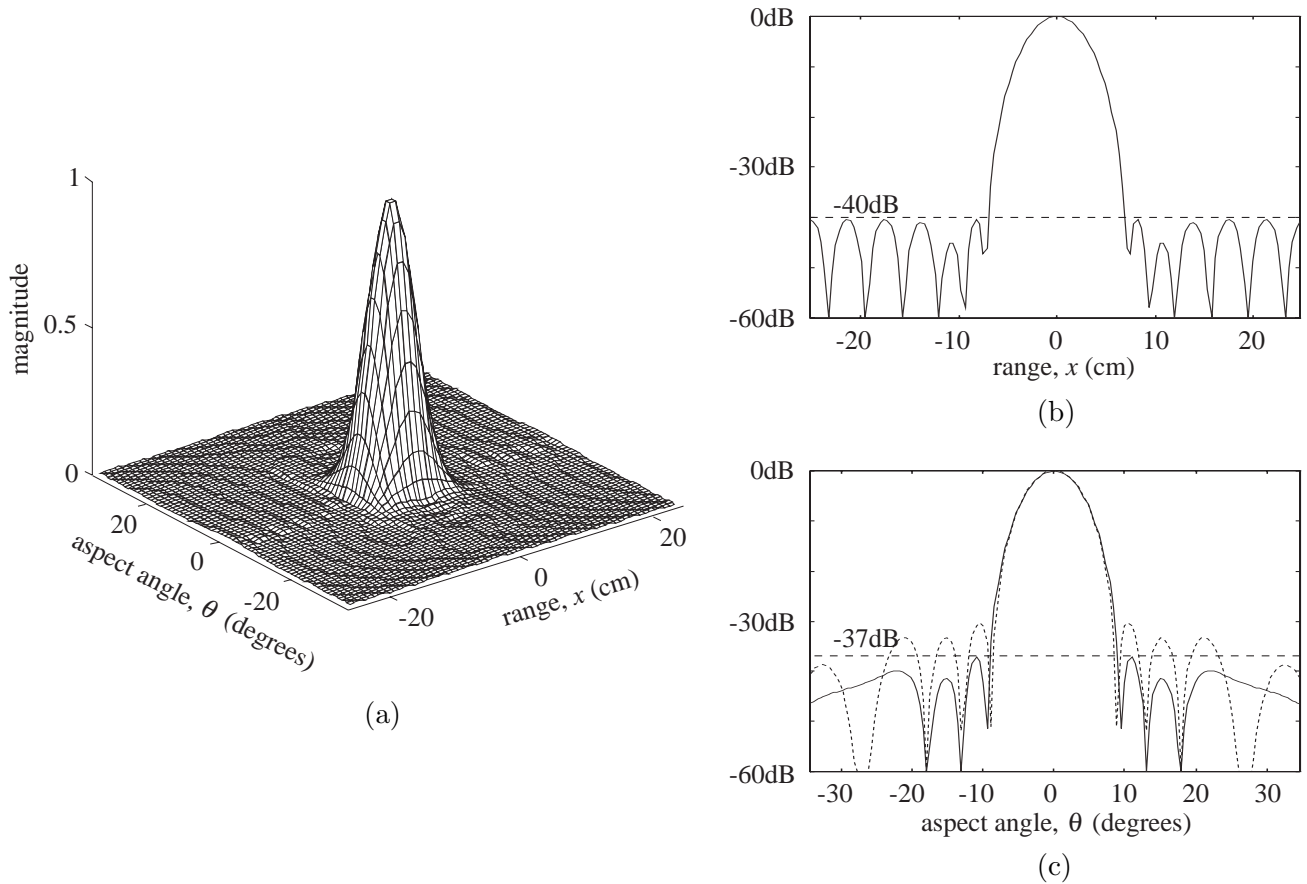 1
0.5
0
magnitude
20
0
-20
aspect angle, θ (degrees)
-20
0
20
range, x (cm)
(a)
0dB
-30dB
-40dB
-60dB
-20
-10
0
10
20
range, x (cm)
(b)
0dB
-30dB
-37dB
-60dB
-30
-20
-10
0
10
20
30
aspect angle, θ (degrees)
(c)